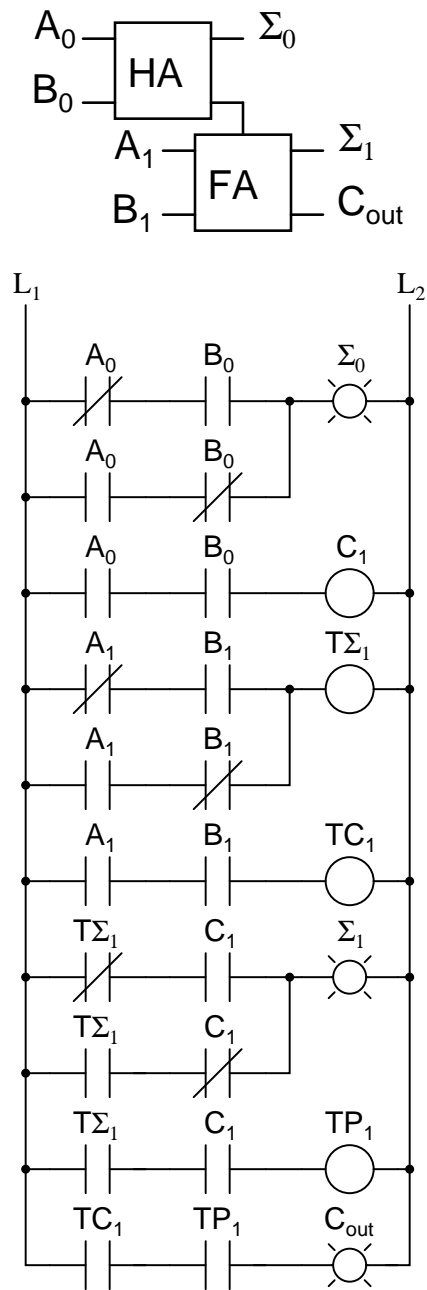 A₀ Σ₀
HA
B₀
A₁ Σ₁
FA
B₁ Cout
L₁ L₂
A₀ B₀ Σ₀
A₀ B₀
A₀ B₀ C₁
A₁ B₁ TΣ₁
A₁ B₁
A₁ B₁ TC₁
TΣ₁ C₁ Σ₁
TΣ₁ C₁
TΣ₁ C₁ TP₁
TC₁ TP₁ Cout